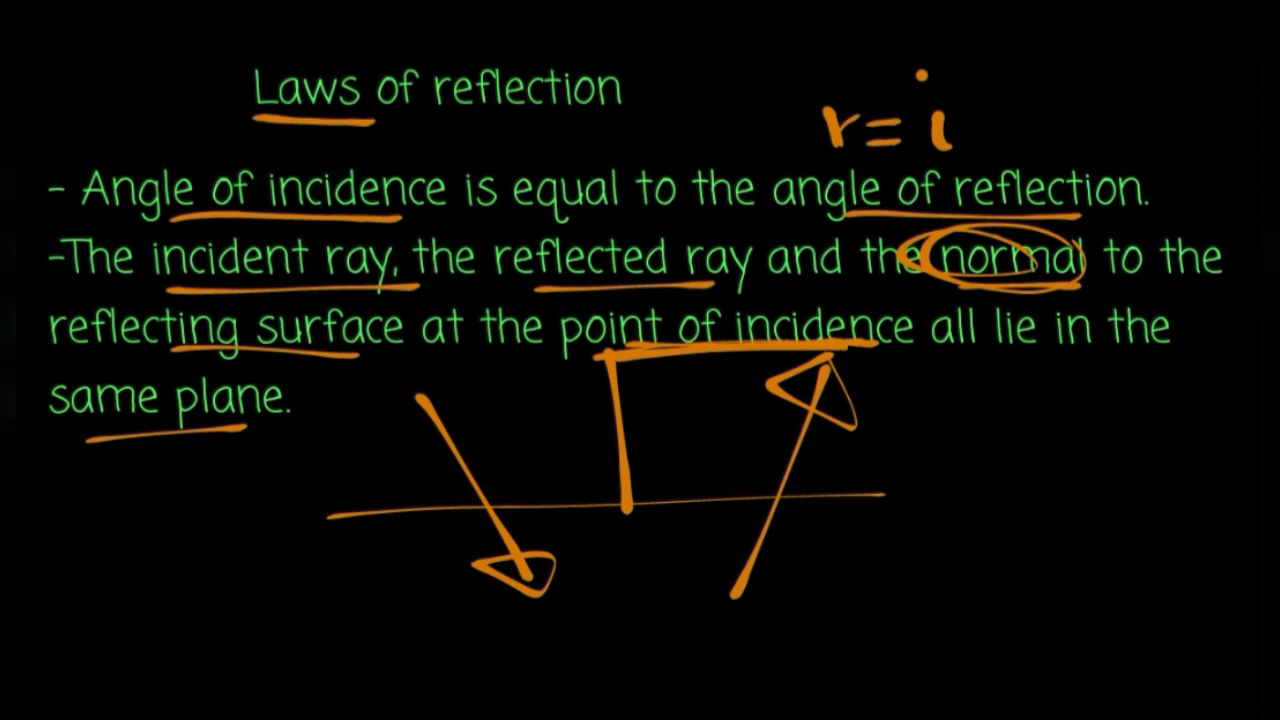 Laws of reflection
r = i
- Angle of incidence is equal to the angle of reflection.
-The incident ray, the reflected ray and the normal to the
reflecting surface at the point of incidence all lie in the
same plane.